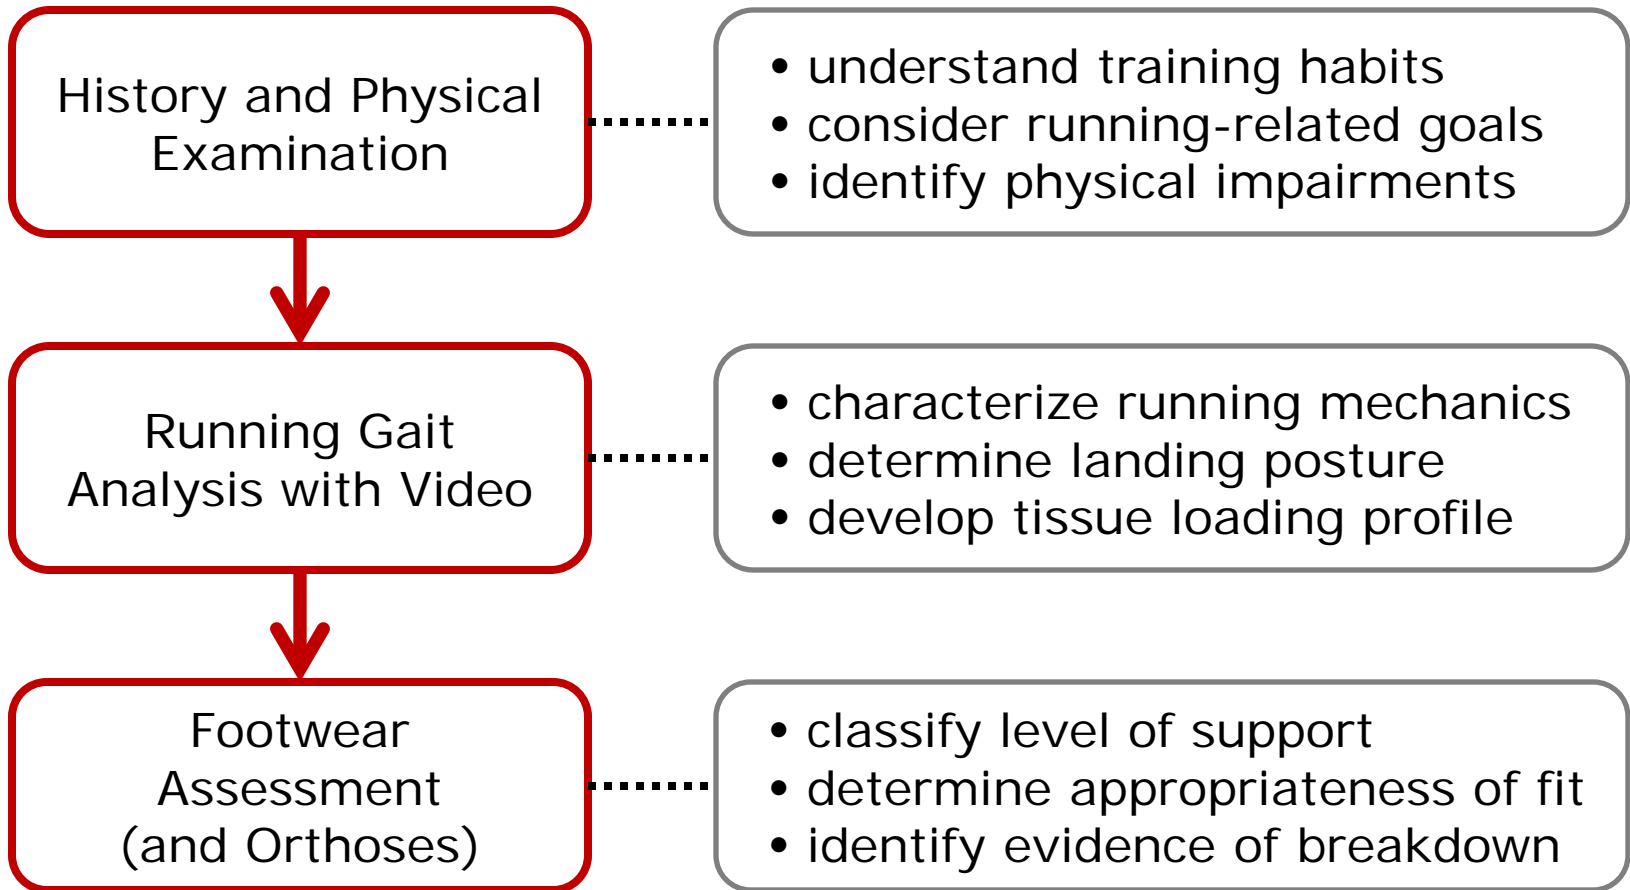 History and Physical
Examination
• understand training habits
• consider running-related goals
• identify physical impairments
Running Gait
Analysis with Video
• characterize running mechanics
• determine landing posture
• develop tissue loading profile
Footwear
Assessment
(and Orthoses)
• classify level of support
• determine appropriateness of fit
• identify evidence of breakdown